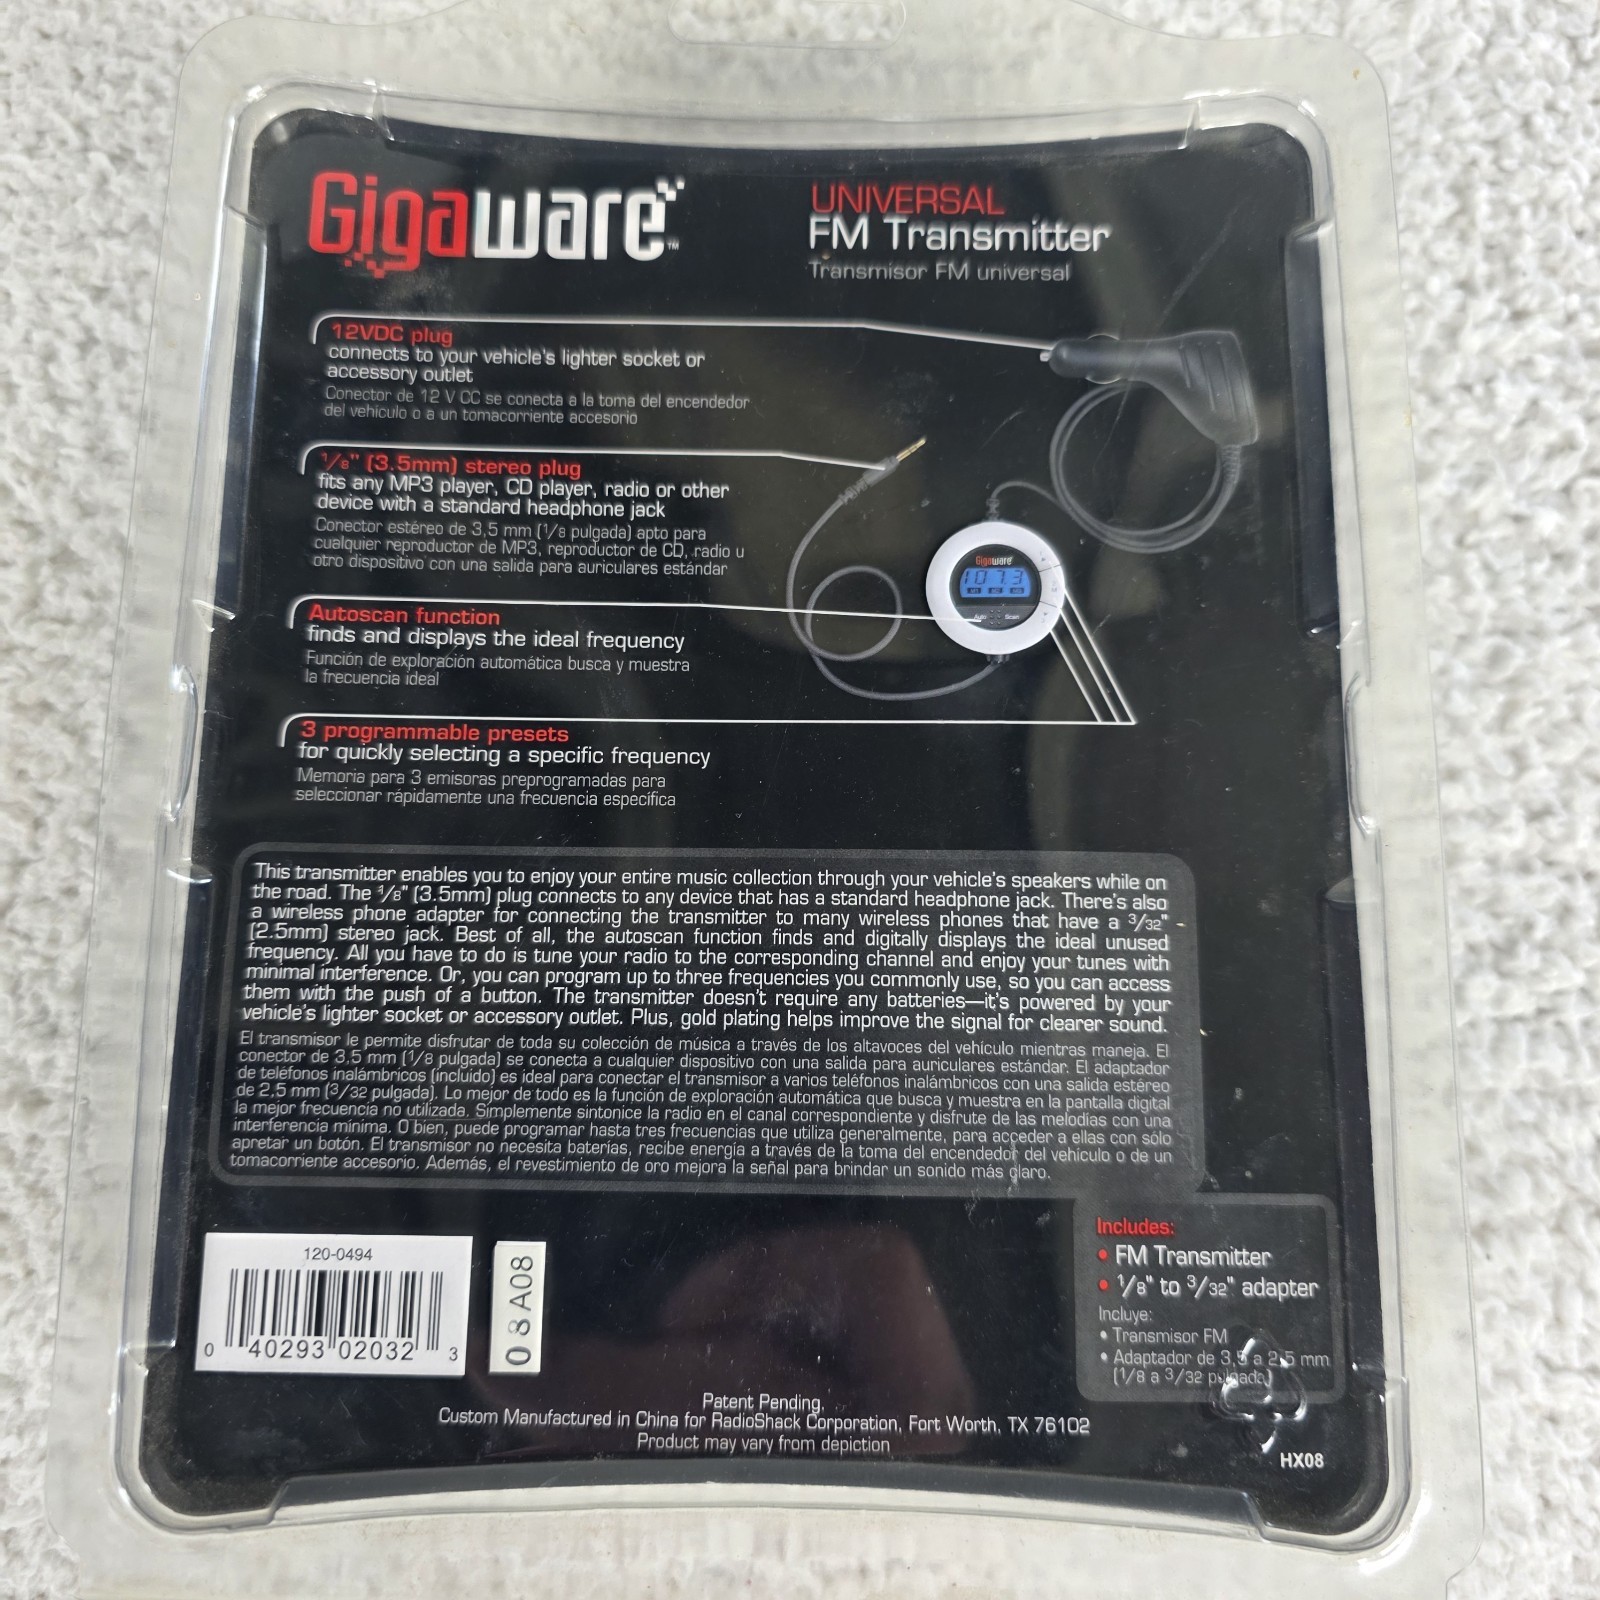 Gigaware™
UNIVERSAL
FM Transmitter
Transmisor FM universal
12VDC plug
connects to your vehicle's lighter socket or
accessory outlet
Conector de 12 V CC se conecta a la toma del encendedor
del vehículo o a un tomacorriente accesorio
1/8" (3.5mm) stereo plug
fits any MP3 player, CD player, radio or other
device with a standard headphone jack
Conector estéreo de 3,5 mm (1/8 pulgada) apto para
cualquier reproductor de MP3, reproductor de CD, radio u
otro dispositivo con una salida para auriculares estándar
Gigaware
107.3
Auto Scan
Autoscan function
finds and displays the ideal frequency
Función de exploración automática busca y muestra
la frecuencia ideal
3 programmable presets
for quickly selecting a specific frequency
Memoria para 3 emisoras preprogramadas para
seleccionar rápidamente una frecuencia específica
This transmitter enables you to enjoy your entire music collection through your vehicle's speakers while on
the road. The 1/8" (3.5mm) plug connects to any device that has a standard headphone jack. There's also
a wireless phone adapter for connecting the transmitter to many wireless phones that have a 3/32"
(2.5mm) stereo jack. Best of all, the autoscan function finds and digitally displays the ideal unused
frequency. All you have to do is tune your radio to the corresponding channel and enjoy your tunes with
minimal interference. Or, you can program up to three frequencies you commonly use, so you can access
them with the push of a button. The transmitter doesn't require any batteries—it's powered by your
vehicle's lighter socket or accessory outlet. Plus, gold plating helps improve the signal for clearer sound.
El transmisor le permite disfrutar de toda su colección de música a través de los altavoces del vehículo mientras maneja. El
conector de 3,5 mm (1/8 pulgada) se conecta a cualquier dispositivo con una salida para auriculares estándar. El adaptador
de teléfonos inalámbricos (incluido) es ideal para conectar el transmisor a varios teléfonos inalámbricos con una salida estéreo
de 2,5 mm (3/32 pulgada). Lo mejor de todo es la función de exploración automática que busca y muestra en la pantalla digital
la mejor frecuencia no utilizada. Simplemente sintonice la radio en el canal correspondiente y disfrute de las melodías con una
interferencia mínima. O bien, puede programar hasta tres frecuencias que utiliza generalmente, para acceder a ellas con sólo
apretar un botón. El transmisor no necesita baterías, recibe energía a través de la toma del encendedor del vehículo o de un
tomacorriente accesorio. Además, el revestimiento de oro mejora la señal para brindar un sonido más claro.
120-0494
0 40293 02032 3
08A08
Includes:
• FM Transmitter
• 1/8" to 3/32" adapter
Incluye:
• Transmisor FM
• Adaptador de 3,5 a 2,5 mm
(1/8 a 3/32 pulgada)
Patent Pending.
Custom Manufactured in China for RadioShack Corporation, Fort Worth, TX 76102
Product may vary from depiction
HX08